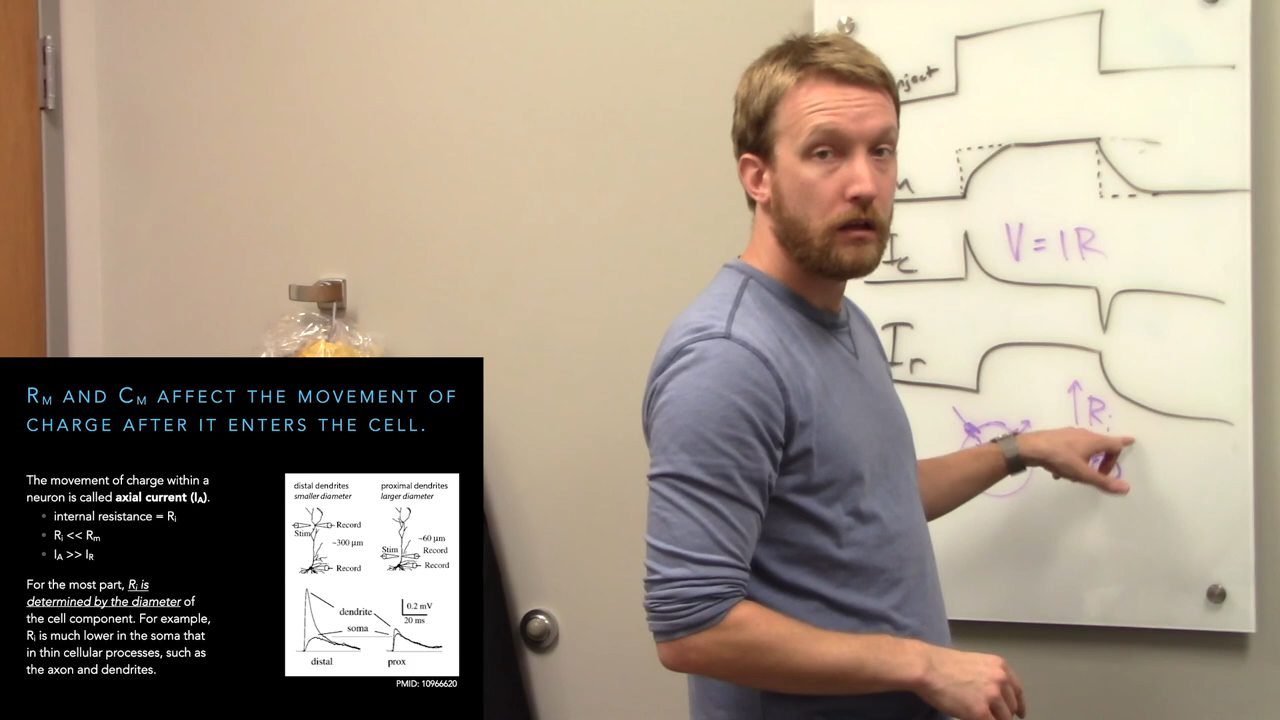 RM AND CM AFFECT THE MOVEMENT OF
CHARGE AFTER IT ENTERS THE CELL.
The movement of charge within a
neuron is called axial current (IA).
internal resistance = Ri
Ri << Rm
IA >> IR
For the most part, Ri is
determined by the diameter of
the cell component. For example,
Ri is much lower in the soma that
in thin cellular processes, such as
the axon and dendrites.
distal dendrites
smaller diameter
proximal dendrites
larger diameter
Record
Stim
~300 μm
Record
~60 μm
Stim
Record
Record
dendrite
soma
0.2 mV
20 ms
distal
prox
PMID: 10966620
V = IR
Ic
Ir
↑Ri